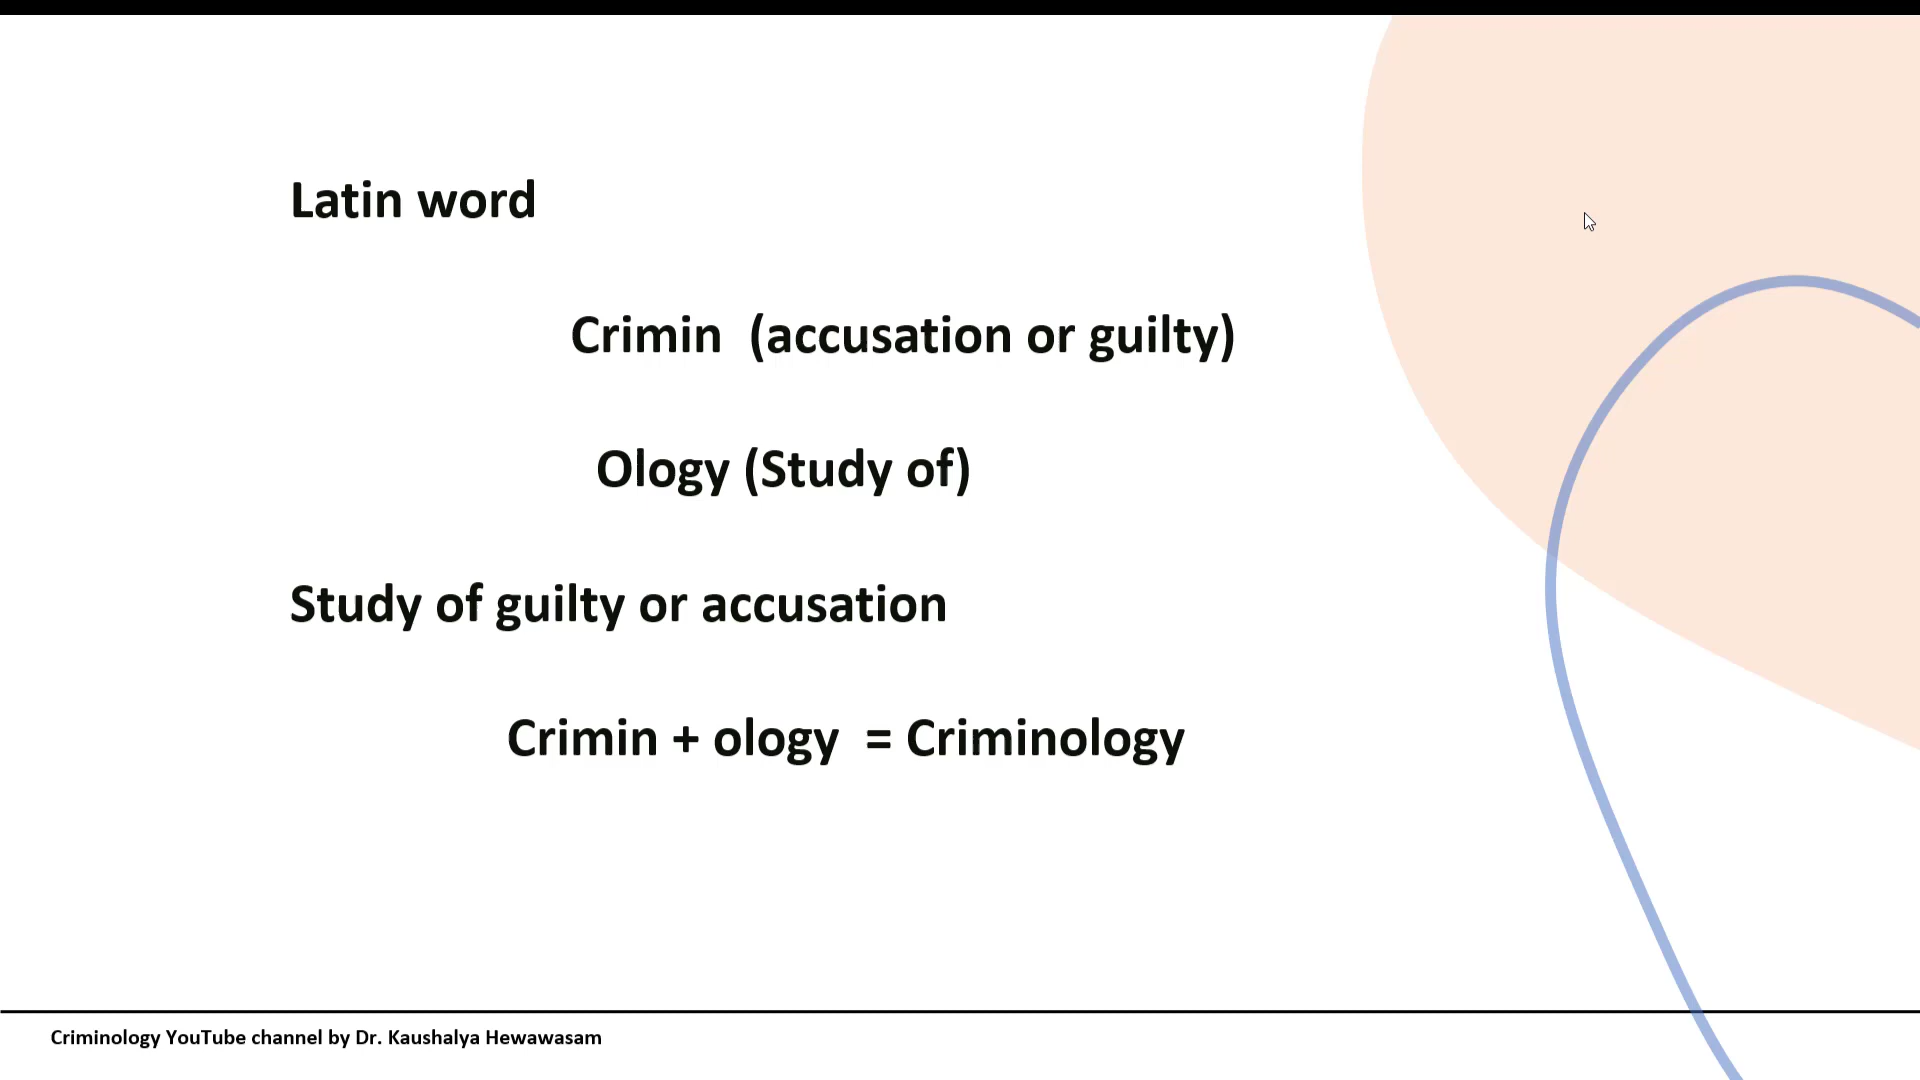 Latin word
Crimin (accusation or guilty)
Ology (Study of)
Study of guilty or accusation
Crimin + ology = Criminology
Criminology YouTube channel by Dr. Kaushalya Hewawasam